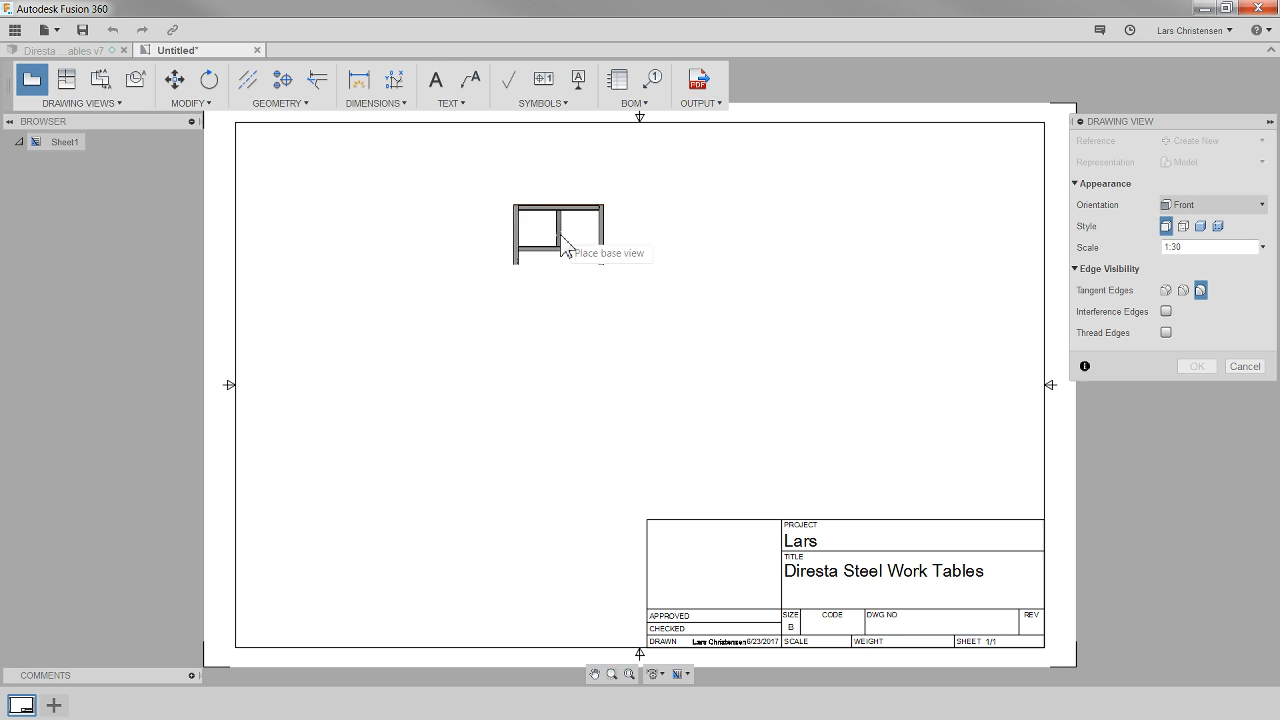 Autodesk Fusion 360
Lars Christensen
Diresta ...ables v7
Untitled*
DRAWING VIEWS
MODIFY
GEOMETRY
DIMENSIONS
TEXT
SYMBOLS
BOM
OUTPUT
BROWSER
Sheet1
DRAWING VIEW
Reference Create New
Representation Model
Appearance
Orientation Front
Style
Scale 1:30
Edge Visibility
Tangent Edges
Interference Edges
Thread Edges
OK Cancel
Place base view
PROJECT
Lars
TITLE
Diresta Steel Work Tables
APPROVED
CHECKED
DRAWN Lars Christensen 6/23/2017
SIZE
B
CODE
DWG NO
REV
SCALE
WEIGHT
SHEET 1/1
COMMENTS